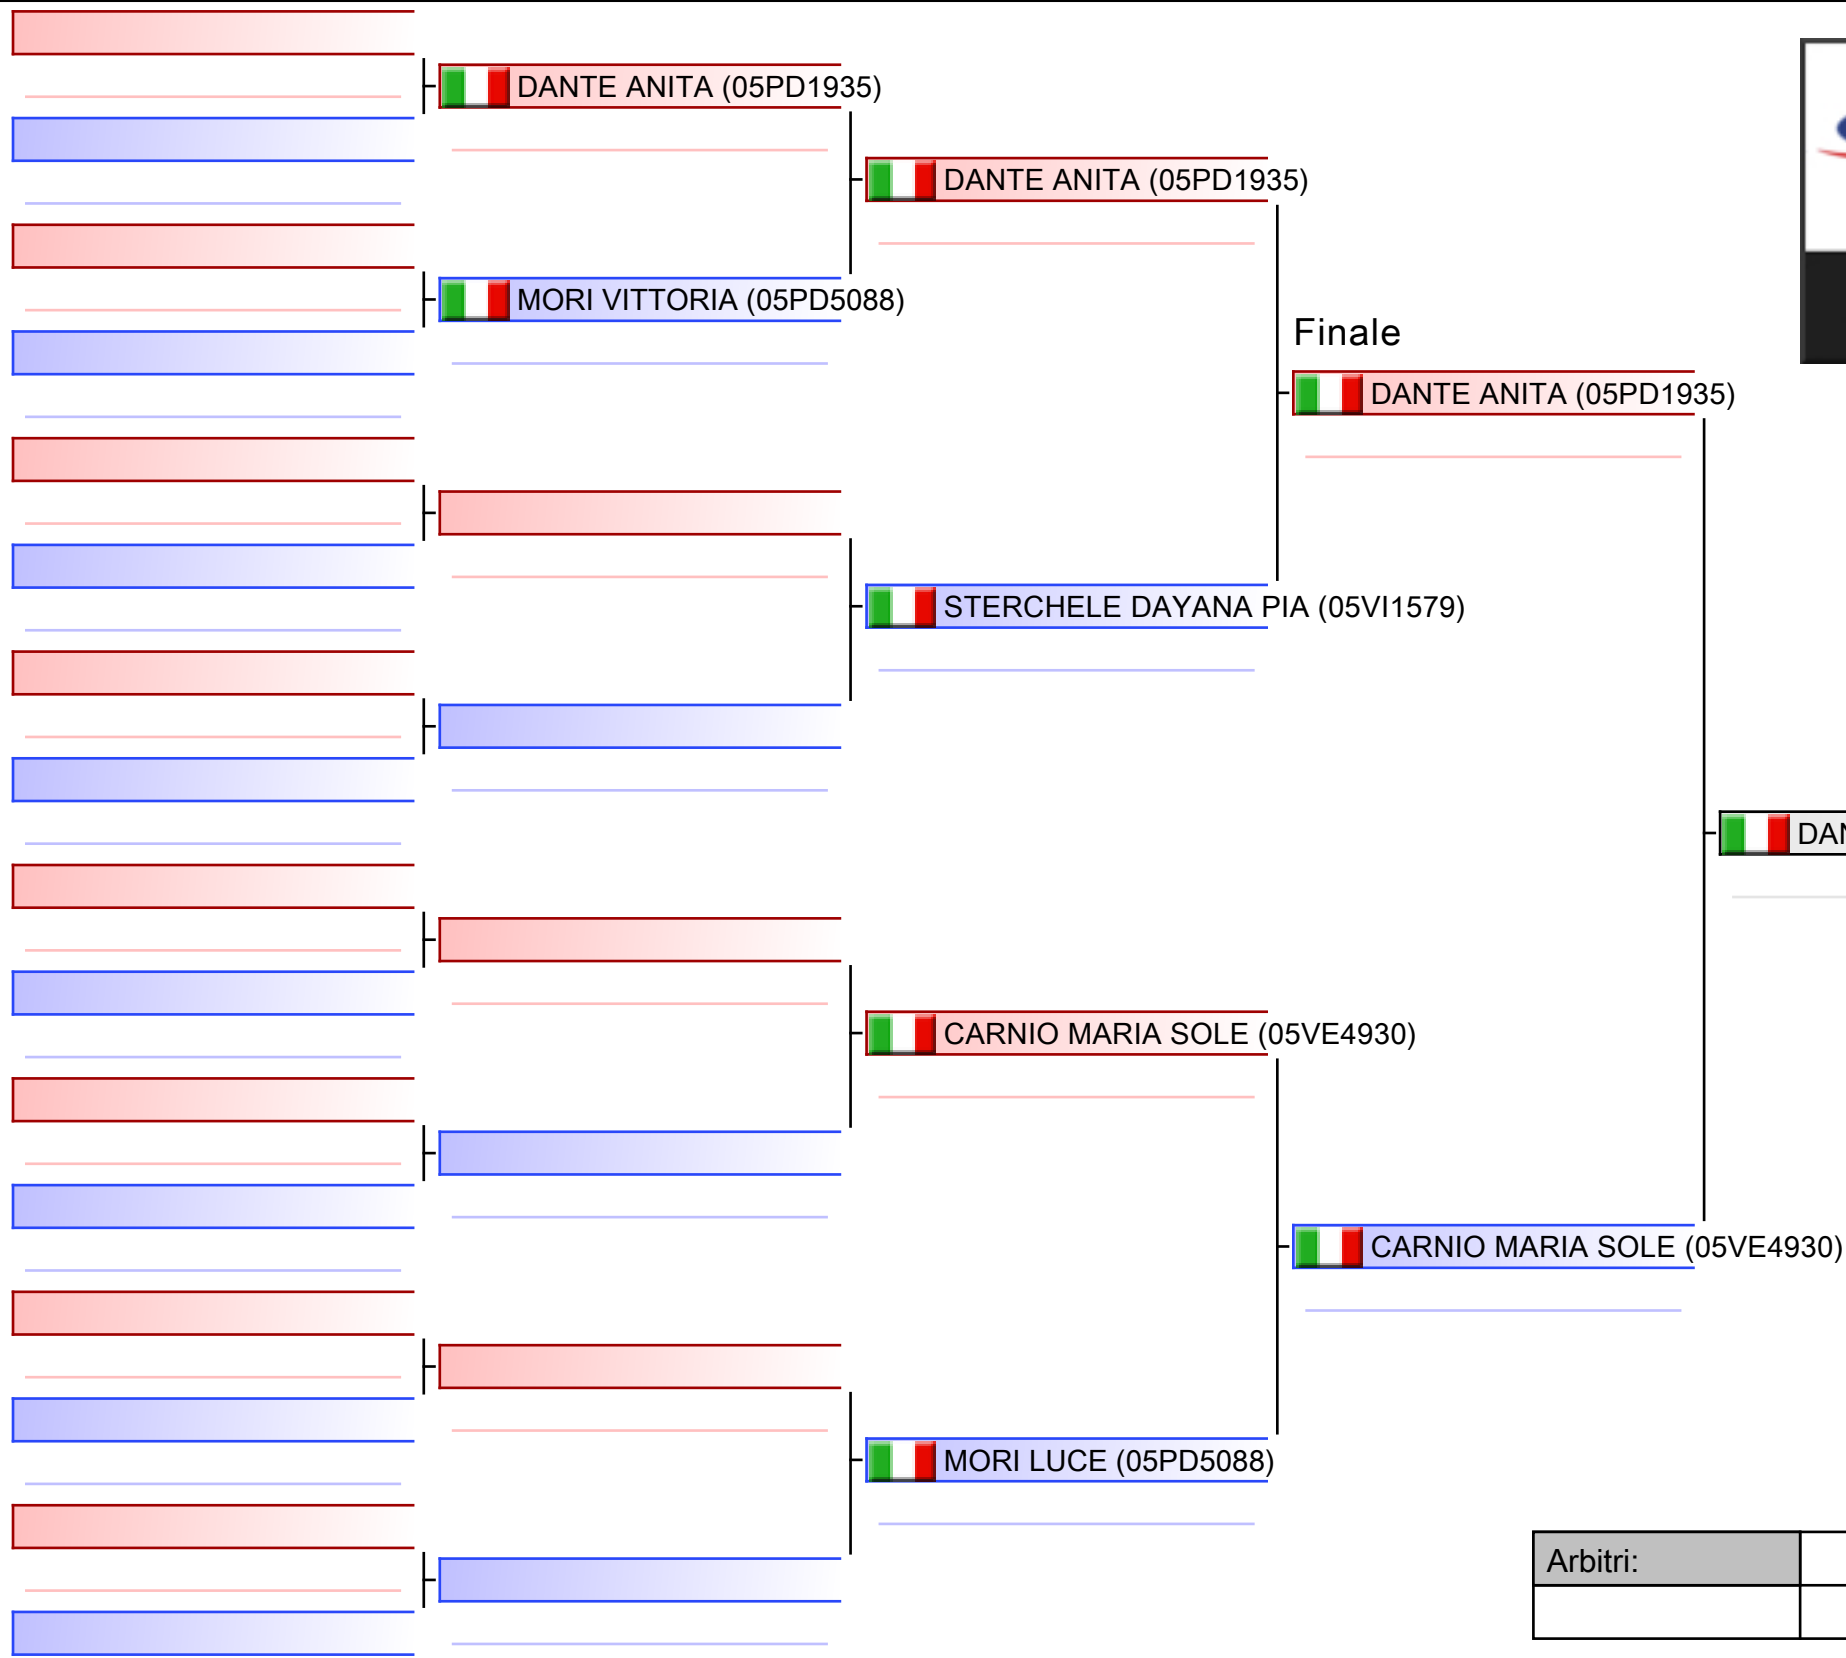 DANTE ANITA (05PD1935)
DANTE ANITA (05PD1935)
MORI VITTORIA (05PD5088)
Finale
DANTE ANITA (05PD1935)
STERCHELE DAYANA PIA (05VI1579)
CARNIO MARIA SOLE (05VE4930)
CARNIO MARIA SOLE (05VE4930)
MORI LUCE (05PD5088)
Arbitri: